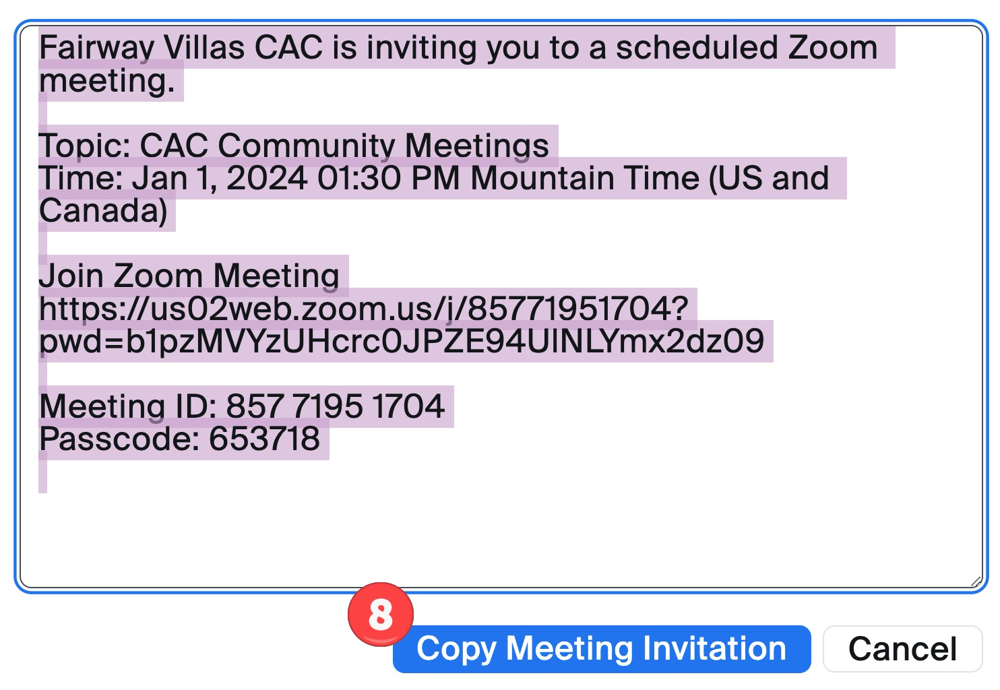 Fairway Villas CAC is inviting you to a scheduled Zoom
meeting.
Topic: CAC Community Meetings
Time: Jan 1, 2024 01:30 PM Mountain Time (US and
Canada)
Join Zoom Meeting
https://us02web.zoom.us/j/85771951704?
pwd=b1pzMVYzUHcrc0JPZE94UlNLYmx2dz09
Meeting ID: 857 7195 1704
Passcode: 653718
8
Copy Meeting Invitation
Cancel